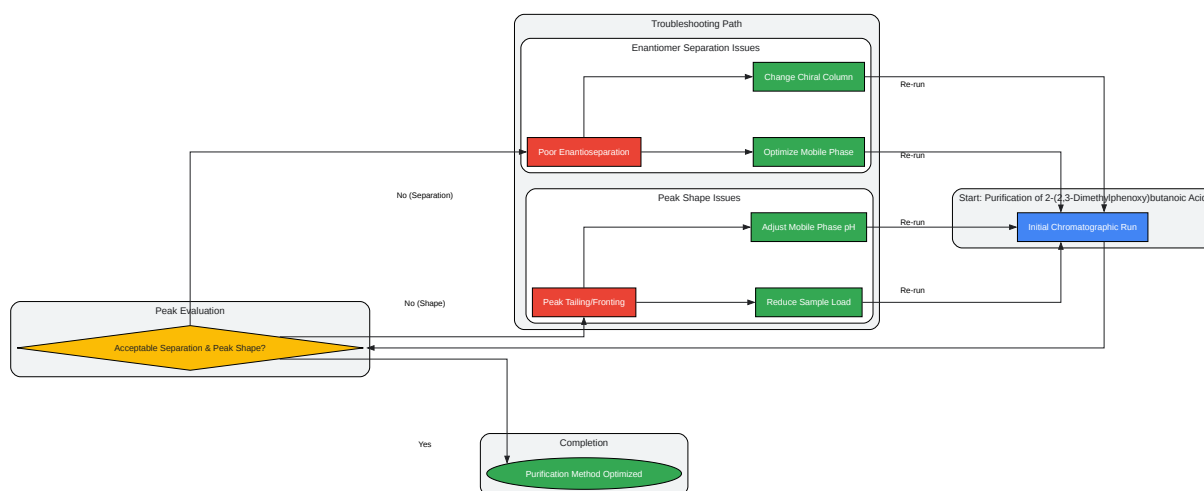 Troubleshooting Path
Enantiomer Separation Issues
Change Chiral Column
Re-run
Poor Enantioseparation
Optimize Mobile Phase
Re-run
No (Separation)
Peak Shape Issues
Start: Purification of 2-(2,3-Dimethylphenoxy)butanoic Acid
Adjust Mobile Phase pH
Re-run
Initial Chromatographic Run
Peak Tailing/Fronting
Reduce Sample Load
Re-run
No (Shape)
Peak Evaluation
Acceptable Separation & Peak Shape?
Yes
Completion
Purification Method Optimized